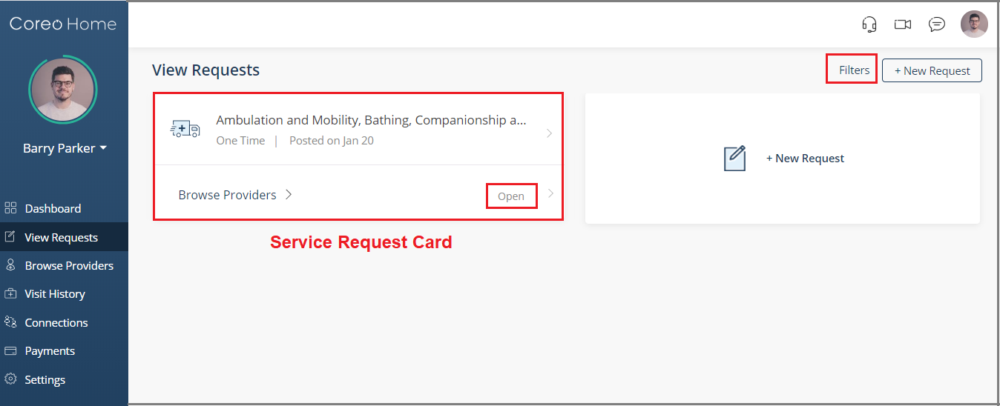 Coreo Home
Barry Parker
Dashboard
View Requests
Browse Providers
Visit History
Connections
Payments
Settings
View Requests
Filters
+ New Request
Ambulation and Mobility, Bathing, Companionship a...
One Time | Posted on Jan 20
Browse Providers
Open
+ New Request
Service Request Card